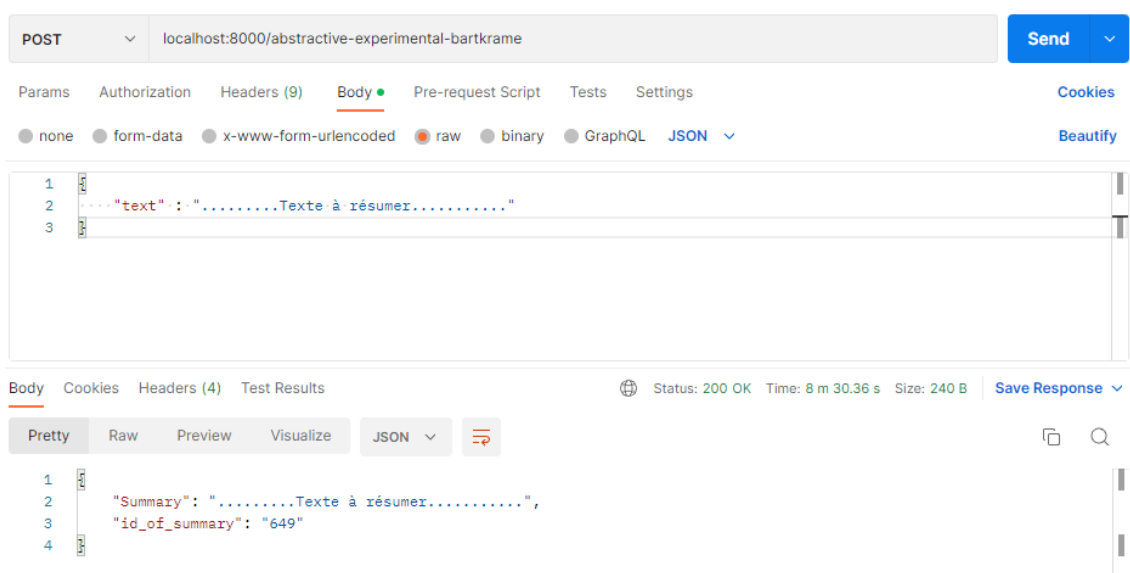 POST localhost:8000/abstractive-experimental-bartkrame Send
Params Authorization Headers (9) Body Pre-request Script Tests Settings Cookies
none form-data x-www-form-urlencoded raw binary GraphQL JSON Beautify
1 {
2 ····"text"·:·".........Texte·à·résumer..........."
3 }
Body Cookies Headers (4) Test Results Status: 200 OK Time: 8 m 30.36 s Size: 240 B Save Response
Pretty Raw Preview Visualize JSON
1 {
2 "Summary": ".........Texte à résumer...........",
3 "id_of_summary": "649"
4 }